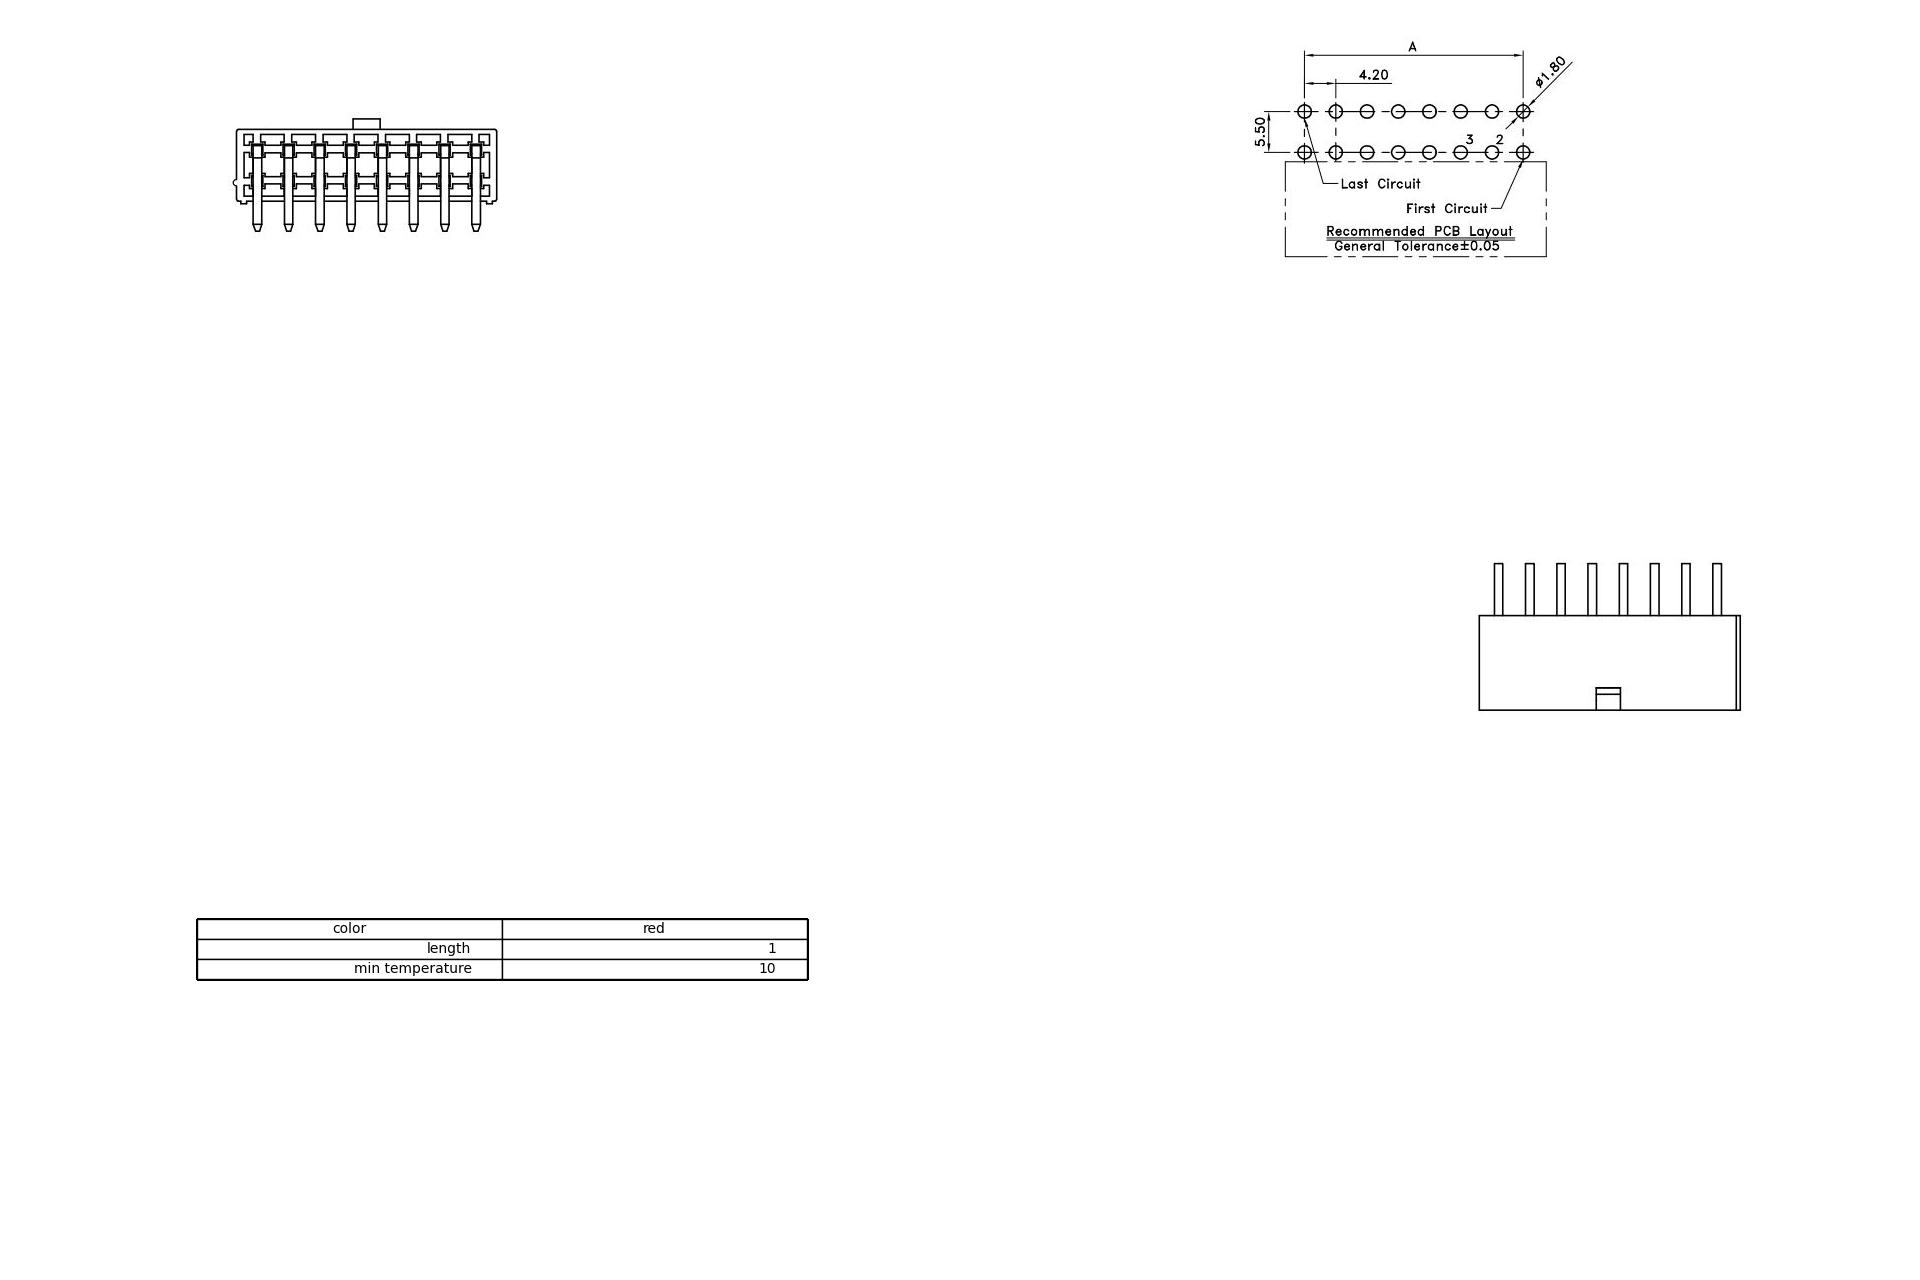 A
4.20
ø1.80
5.50
3 2
Last Circuit
First Circuit
Recommended PCB Layout
General Tolerance±0.05
color red
length 1
min temperature 10